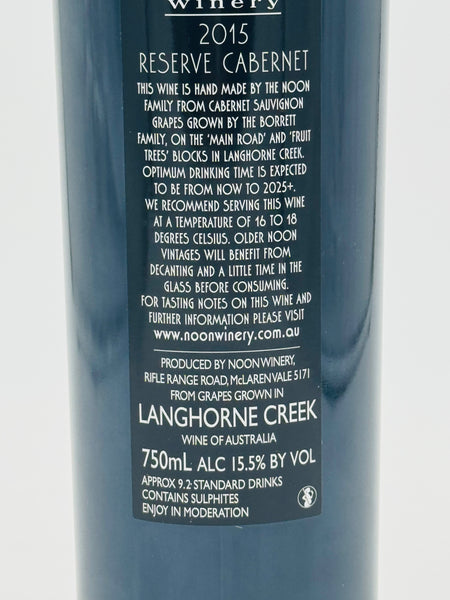 winery
2015
RESERVE CABERNET
THIS WINE IS HAND MADE BY THE NOON
FAMILY FROM CABERNET SAUVIGNON
GRAPES GROWN BY THE BORRETT
FAMILY, ON THE 'MAIN ROAD' AND 'FRUIT
TREES' BLOCKS IN LANGHORNE CREEK.
OPTIMUM DRINKING TIME IS EXPECTED
TO BE FROM NOW TO 2025+.
WE RECOMMEND SERVING THIS WINE
AT A TEMPERATURE OF 16 TO 18
DEGREES CELSIUS. OLDER NOON
VINTAGES WILL BENEFIT FROM
DECANTING AND A LITTLE TIME IN THE
GLASS BEFORE CONSUMING.
FOR TASTING NOTES ON THIS WINE AND
FURTHER INFORMATION PLEASE VISIT
www.noonwinery.com.au
PRODUCED BY NOON WINERY,
RIFLE RANGE ROAD, McLAREN VALE 5171
FROM GRAPES GROWN IN
LANGHORNE CREEK
WINE OF AUSTRALIA
750mL ALC 15.5% BY VOL
APPROX 9.2 STANDARD DRINKS
CONTAINS SULPHITES
ENJOY IN MODERATION